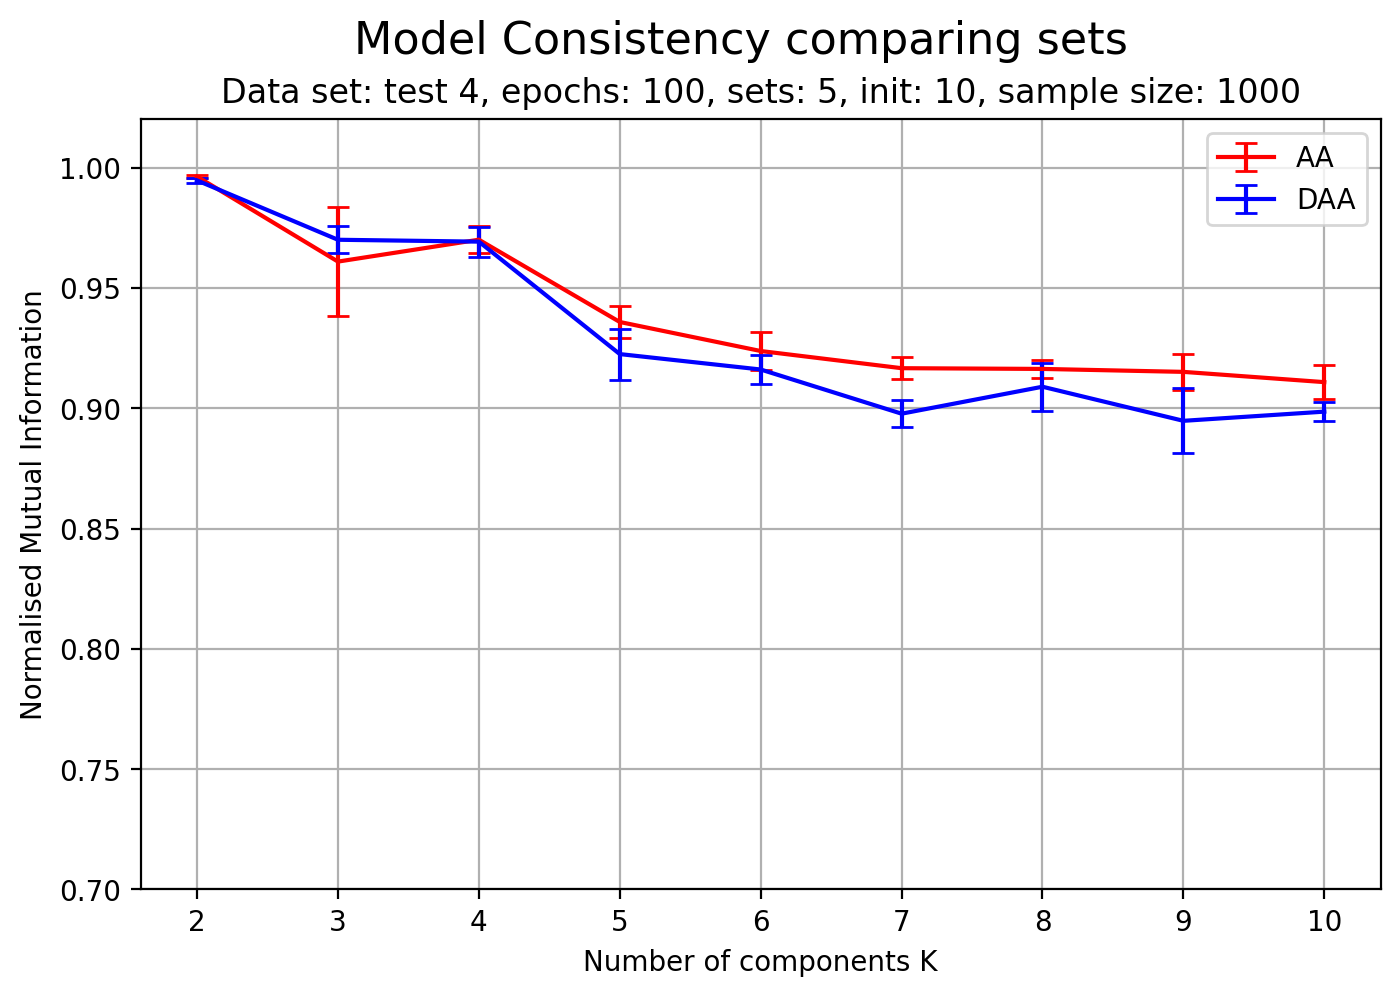 Model Consistency comparing sets
Data set: test 4, epochs: 100, sets: 5, init: 10, sample size: 1000
AA
DAA
1.00
0.95
0.90
0.85
0.80
0.75
0.70
Normalised Mutual Information
2 3 4 5 6 7 8 9 10
Number of components K